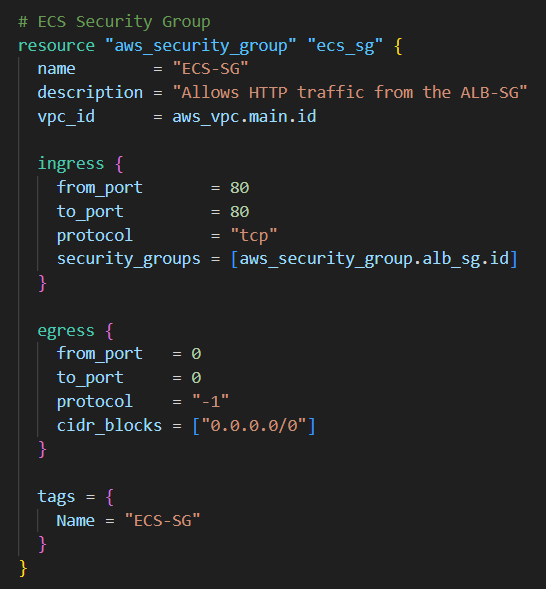 # ECS Security Group
resource "aws_security_group" "ecs_sg" {
  name        = "ECS-SG"
  description = "Allows HTTP traffic from the ALB-SG"
  vpc_id      = aws_vpc.main.id

  ingress {
    from_port       = 80
    to_port         = 80
    protocol        = "tcp"
    security_groups = [aws_security_group.alb_sg.id]
  }

  egress {
    from_port   = 0
    to_port     = 0
    protocol    = "-1"
    cidr_blocks = ["0.0.0.0/0"]
  }

  tags = {
    Name = "ECS-SG"
  }
}